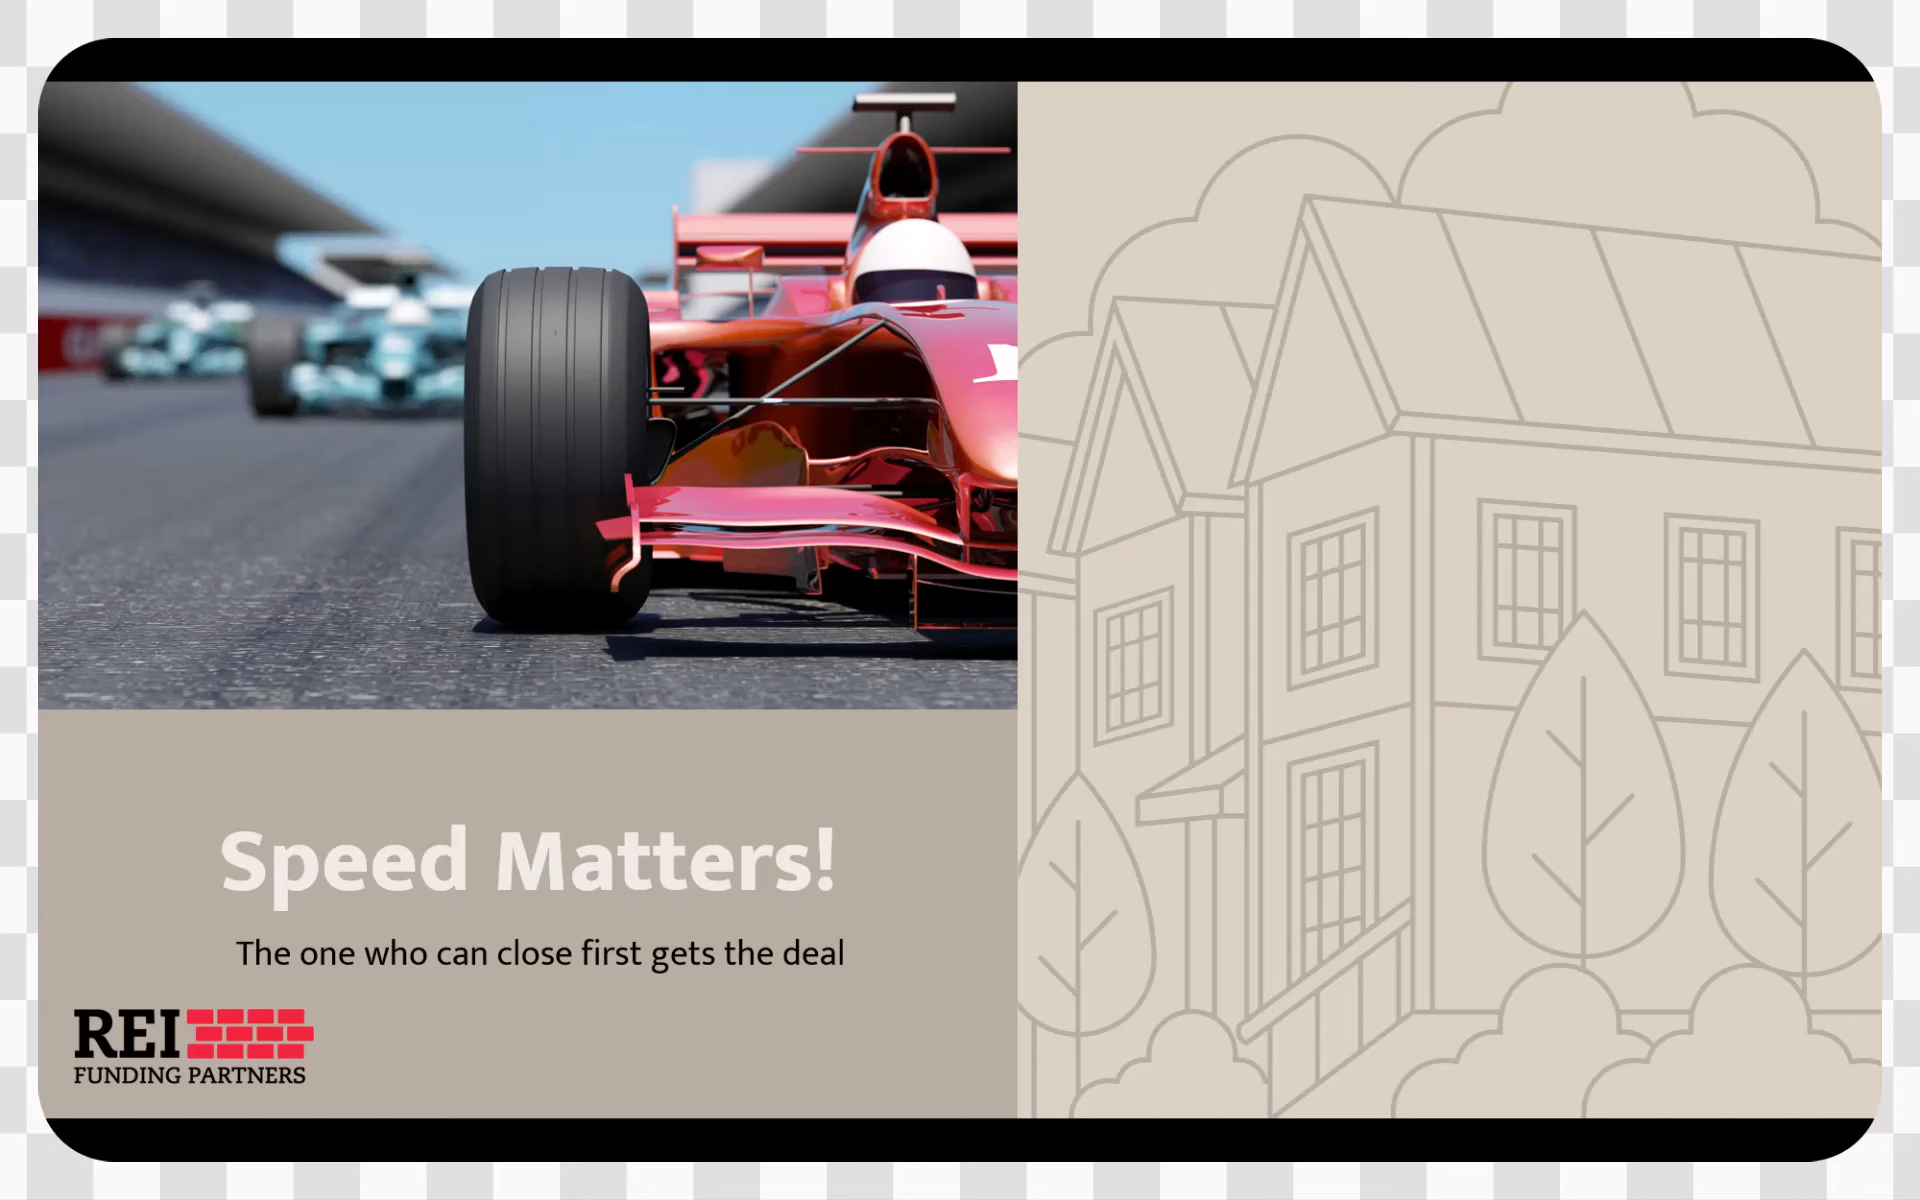 Speed Matters!
The one who can close first gets the deal
REI
FUNDING PARTNERS